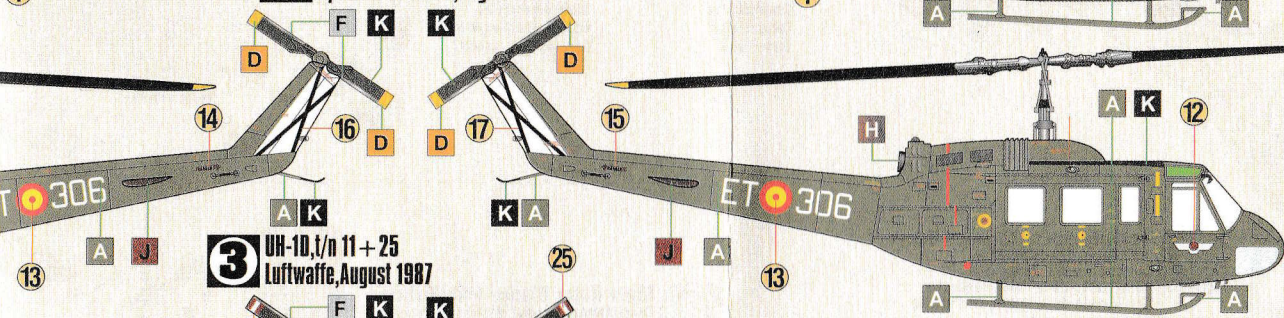 A
A
F
K
K
D
D
14
16
17
15
D
D
H
A
K
12
T 306
ET 306
A
K
K
A
A
J
J
A
13
13
3 UH-1D,t/n 11+25
Luftwaffe,August 1987
25
F
K
K
A
A